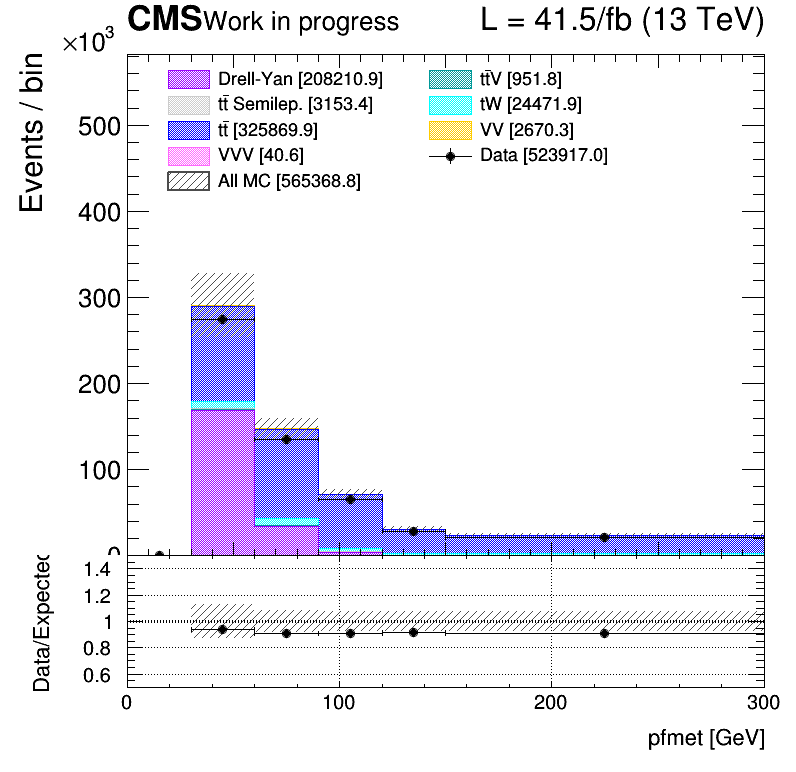 CMS Work in progress L = 41.5/fb (13 TeV)
×10³
Events / bin
Drell-Yan [208210.9]
tt̄ Semilep. [3153.4]
tt̄ [325869.9]
VVV [40.6]
All MC [565368.8]
tt̄V [951.8]
tW [24471.9]
VV [2670.3]
Data [523917.0]
500
400
300
200
100
0
Data/Expected
1.4
1.2
1
0.8
0.6
0 100 200 300
pfmet [GeV]